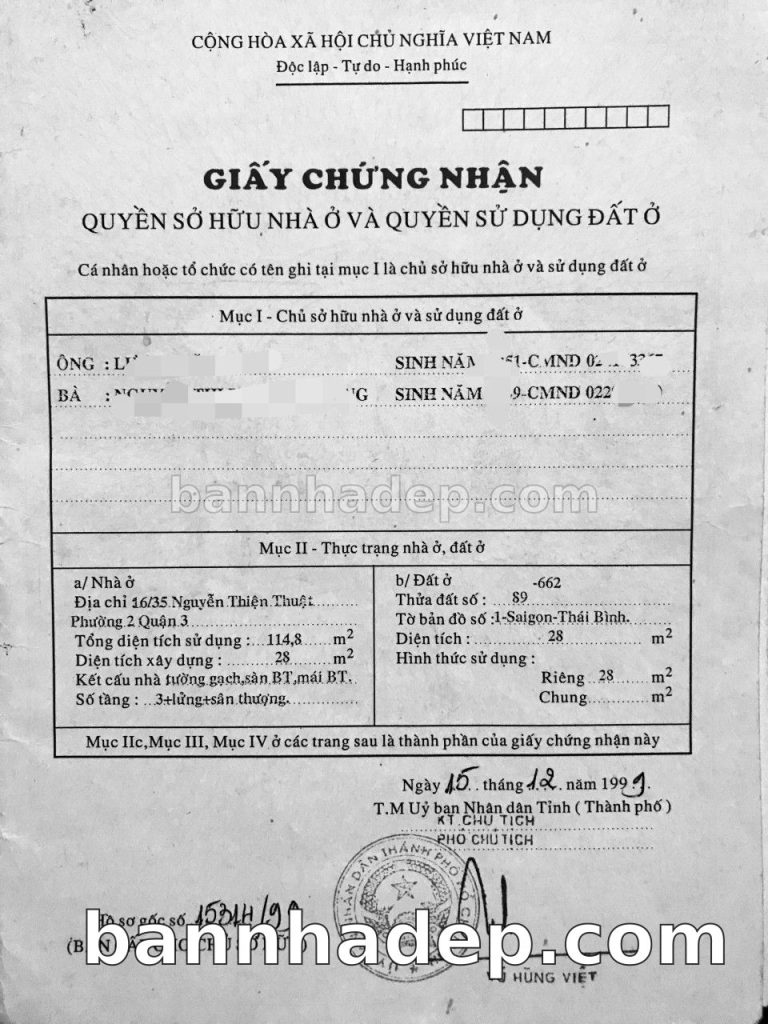 CỘNG HÒA XÃ HỘI CHỦ NGHĨA VIỆT NAM
Độc lập - Tự do - Hạnh phúc
GIẤY CHỨNG NHẬN
QUYỀN SỞ HỮU NHÀ Ở VÀ QUYỀN SỬ DỤNG ĐẤT Ở
Cá nhân hoặc tổ chức có tên ghi tại mục I là chủ sở hữu nhà ở và sử dụng đất ở
Mục I - Chủ sở hữu nhà ở và sử dụng đất ở
ÔNG : SINH NĂM CMND
BÀ : SINH NĂM CMND
bannhadep.com
Mục II - Thực trạng nhà ở, đất ở
a/ Nhà ở
Địa chỉ 16/35 Nguyễn Thiện Thuật
Phường 2 Quận 3
Tổng diện tích sử dụng : 114,8 m²
Diện tích xây dựng : 28 m²
Kết cấu nhà tường gạch,sàn BT,mái BT.
Số tầng : 3+lửng+sân thượng.
b/ Đất ở -662
Thửa đất số : 89
Tờ bản đồ số :1-Saigon-Thái Bình.
Diện tích : 28 m²
Hình thức sử dụng :
Riêng 28 m²
Chung m²
Mục IIc,Mục III, Mục IV ở các trang sau là thành phần của giấy chứng nhận này
Ngày 15 tháng 12 năm 1999.
T.M Uỷ ban Nhân dân Tỉnh ( Thành phố )
KT.CHỦ TỊCH
PHÓ CHỦ TỊCH
Hồ sơ gốc số
bannhadep.com
HÙNG VIỆT